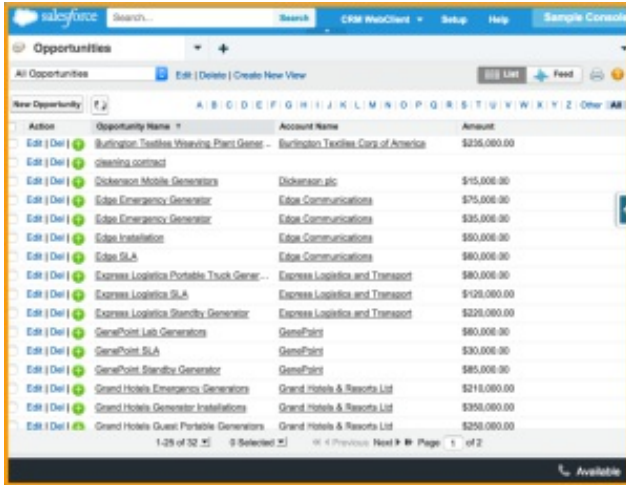 salesforce Search... Search CRM WebClient Setup Help Sample Console
Opportunities +
All Opportunities Edit | Delete | Create New View List Feed
New Opportunity A | B | C | D | E | F | G | H | I | J | K | L | M | N | O | P | Q | R | S | T | U | V | W | X | Y | Z | Other | All
Action Opportunity Name Account Name Amount
Edit | Del | Burlington Textiles Weaving Plant Gener... Burlington Textiles Corp of America $235,000.00
Edit | Del | cleaning contract
Edit | Del | Dickenson Mobile Generators Dickenson plc $15,000.00
Edit | Del | Edge Emergency Generator Edge Communications $75,000.00
Edit | Del | Edge Emergency Generator Edge Communications $35,000.00
Edit | Del | Edge Installation Edge Communications $50,000.00
Edit | Del | Edge SLA Edge Communications $60,000.00
Edit | Del | Express Logistics Portable Truck Gener... Express Logistics and Transport $80,000.00
Edit | Del | Express Logistics SLA Express Logistics and Transport $120,000.00
Edit | Del | Express Logistics Standby Generator Express Logistics and Transport $220,000.00
Edit | Del | GenePoint Lab Generators GenePoint $60,000.00
Edit | Del | GenePoint SLA GenePoint $30,000.00
Edit | Del | GenePoint Standby Generator GenePoint $85,000.00
Edit | Del | Grand Hotels Emergency Generators Grand Hotels & Resorts Ltd $210,000.00
Edit | Del | Grand Hotels Generator Installations Grand Hotels & Resorts Ltd $350,000.00
Edit | Del | Grand Hotels Guest Portable Generators Grand Hotels & Resorts Ltd $250,000.00
1-25 of 32 0 Selected Previous Next Page 1 of 2
Available